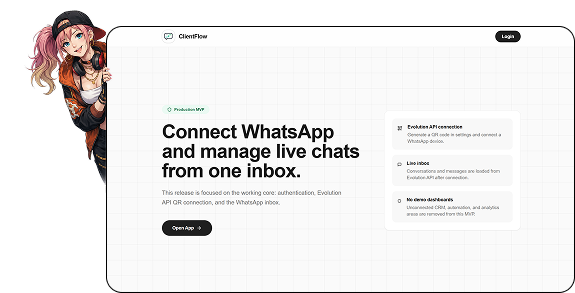 ClientFlow
Login
Production MVP
Connect WhatsApp
and manage live chats
from one inbox.
This release is focused on the working core: authentication, Evolution
API QR connection, and the WhatsApp inbox.
Open App →
Evolution API connection
Generate a QR code in settings and connect a
WhatsApp device.
Live inbox
Conversations and messages are loaded from
Evolution API after connection.
No demo dashboards
Unconnected CRM, automation, and analytics
areas are removed from this MVP.